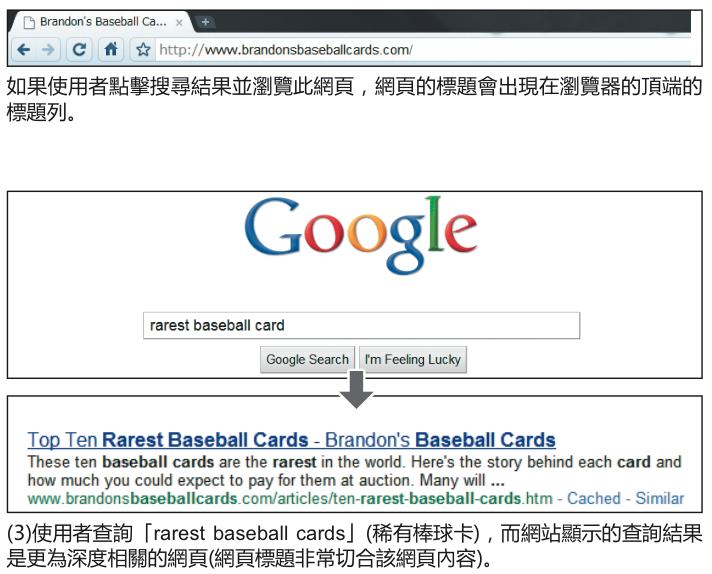 Brandon's Baseball Ca...
http://www.brandonsbaseballcards.com/
如果使用者點擊搜尋結果並瀏覽此網頁，網頁的標題會出現在瀏覽器的頂端的
標題列。
Google
rarest baseball card
Google Search I'm Feeling Lucky
Top Ten Rarest Baseball Cards - Brandon's Baseball Cards
These ten baseball cards are the rarest in the world. Here's the story behind each card and
how much you could expect to pay for them at auction. Many will ...
www.brandonsbaseballcards.com/articles/ten-rarest-baseball-cards.htm - Cached - Similar
(3)使用者查詢「rarest baseball cards」(稀有棒球卡)，而網站顯示的查詢結果
是更為深度相關的網頁(網頁標題非常切合該網頁內容)。